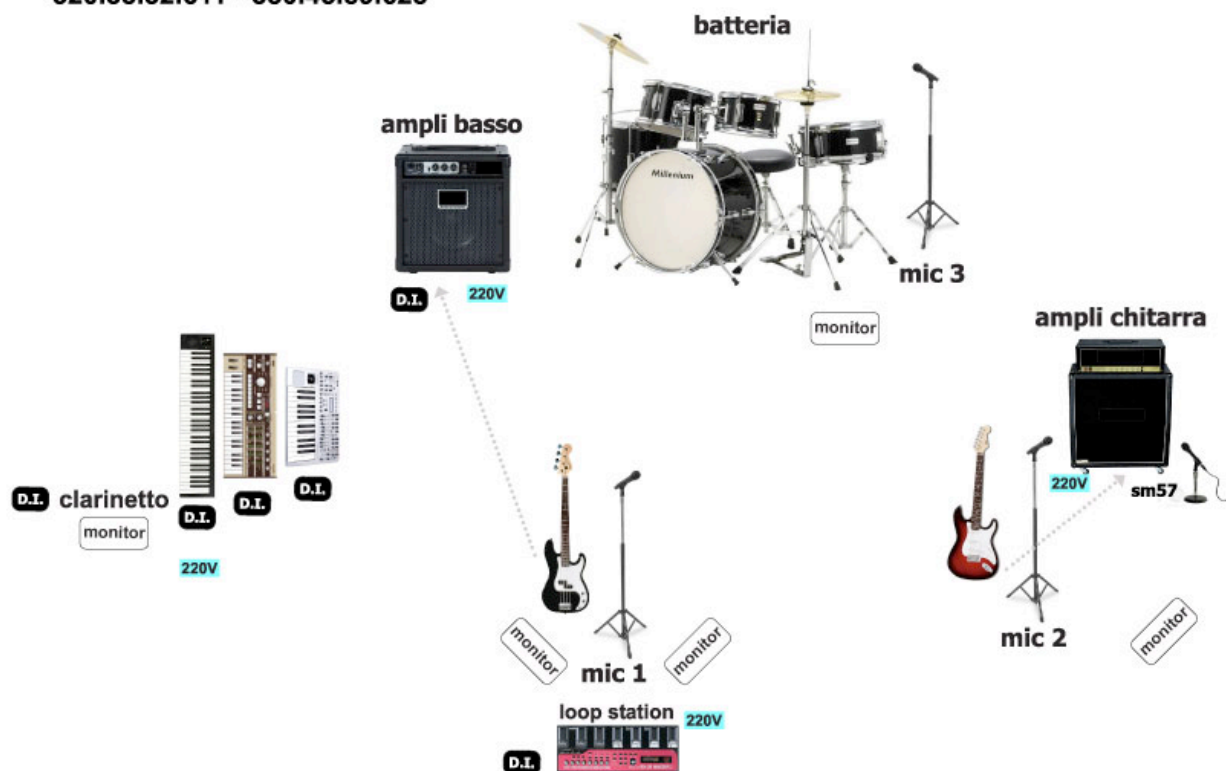 batteria
ampli basso
Millenium
mic 3
D.I.
220V
monitor
ampli chitarra
220V
sm57
D.I. clarinetto
D.I.
D.I.
D.I.
monitor
220V
monitor
monitor
mic 1
mic 2
monitor
loop station
220V
D.I.